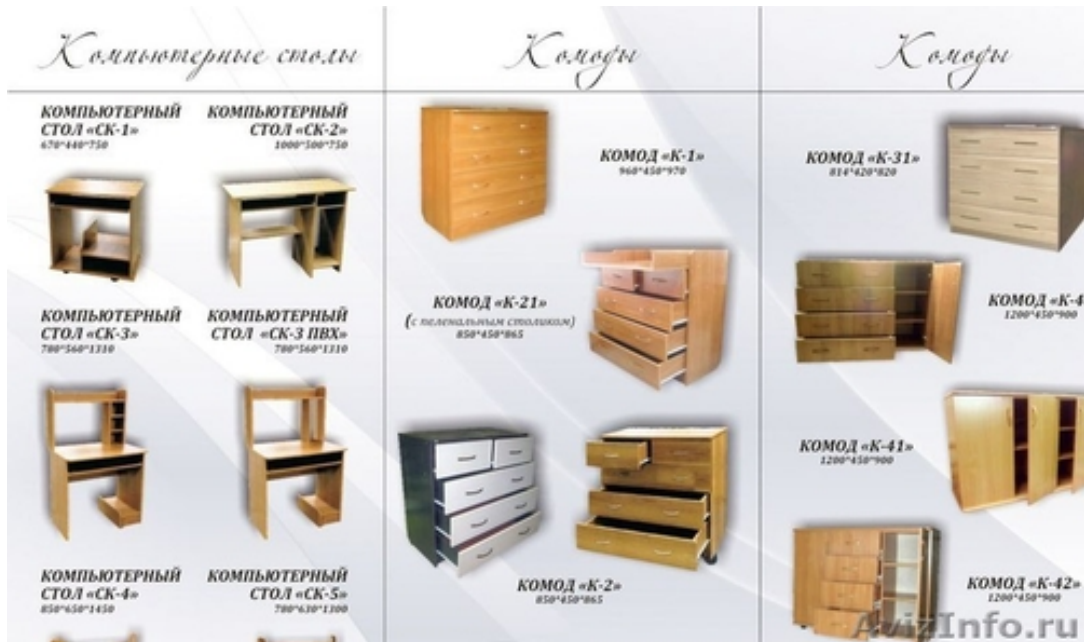 Компьютерные столы
КОМПЬЮТЕРНЫЙ
СТОЛ «СК-1»
670*440*750
КОМПЬЮТЕРНЫЙ
СТОЛ «СК-2»
1000*500*750
КОМПЬЮТЕРНЫЙ
СТОЛ «СК-3»
780*560*1310
КОМПЬЮТЕРНЫЙ
СТОЛ «СК-3 ПВХ»
780*560*1310
КОМПЬЮТЕРНЫЙ
СТОЛ «СК-4»
850*650*1450
КОМПЬЮТЕРНЫЙ
СТОЛ «СК-5»
780*630*1300
Комоды
КОМОД «К-1»
960*450*970
КОМОД «К-21»
(с пеленальным столиком)
850*450*865
КОМОД «К-2»
850*450*865
Комоды
КОМОД «К-31»
814*420*820
КОМОД «К-4
1200*450*900
КОМОД «К-41»
1200*450*900
КОМОД «К-42»
1200*450*900
AvizInfo.ru